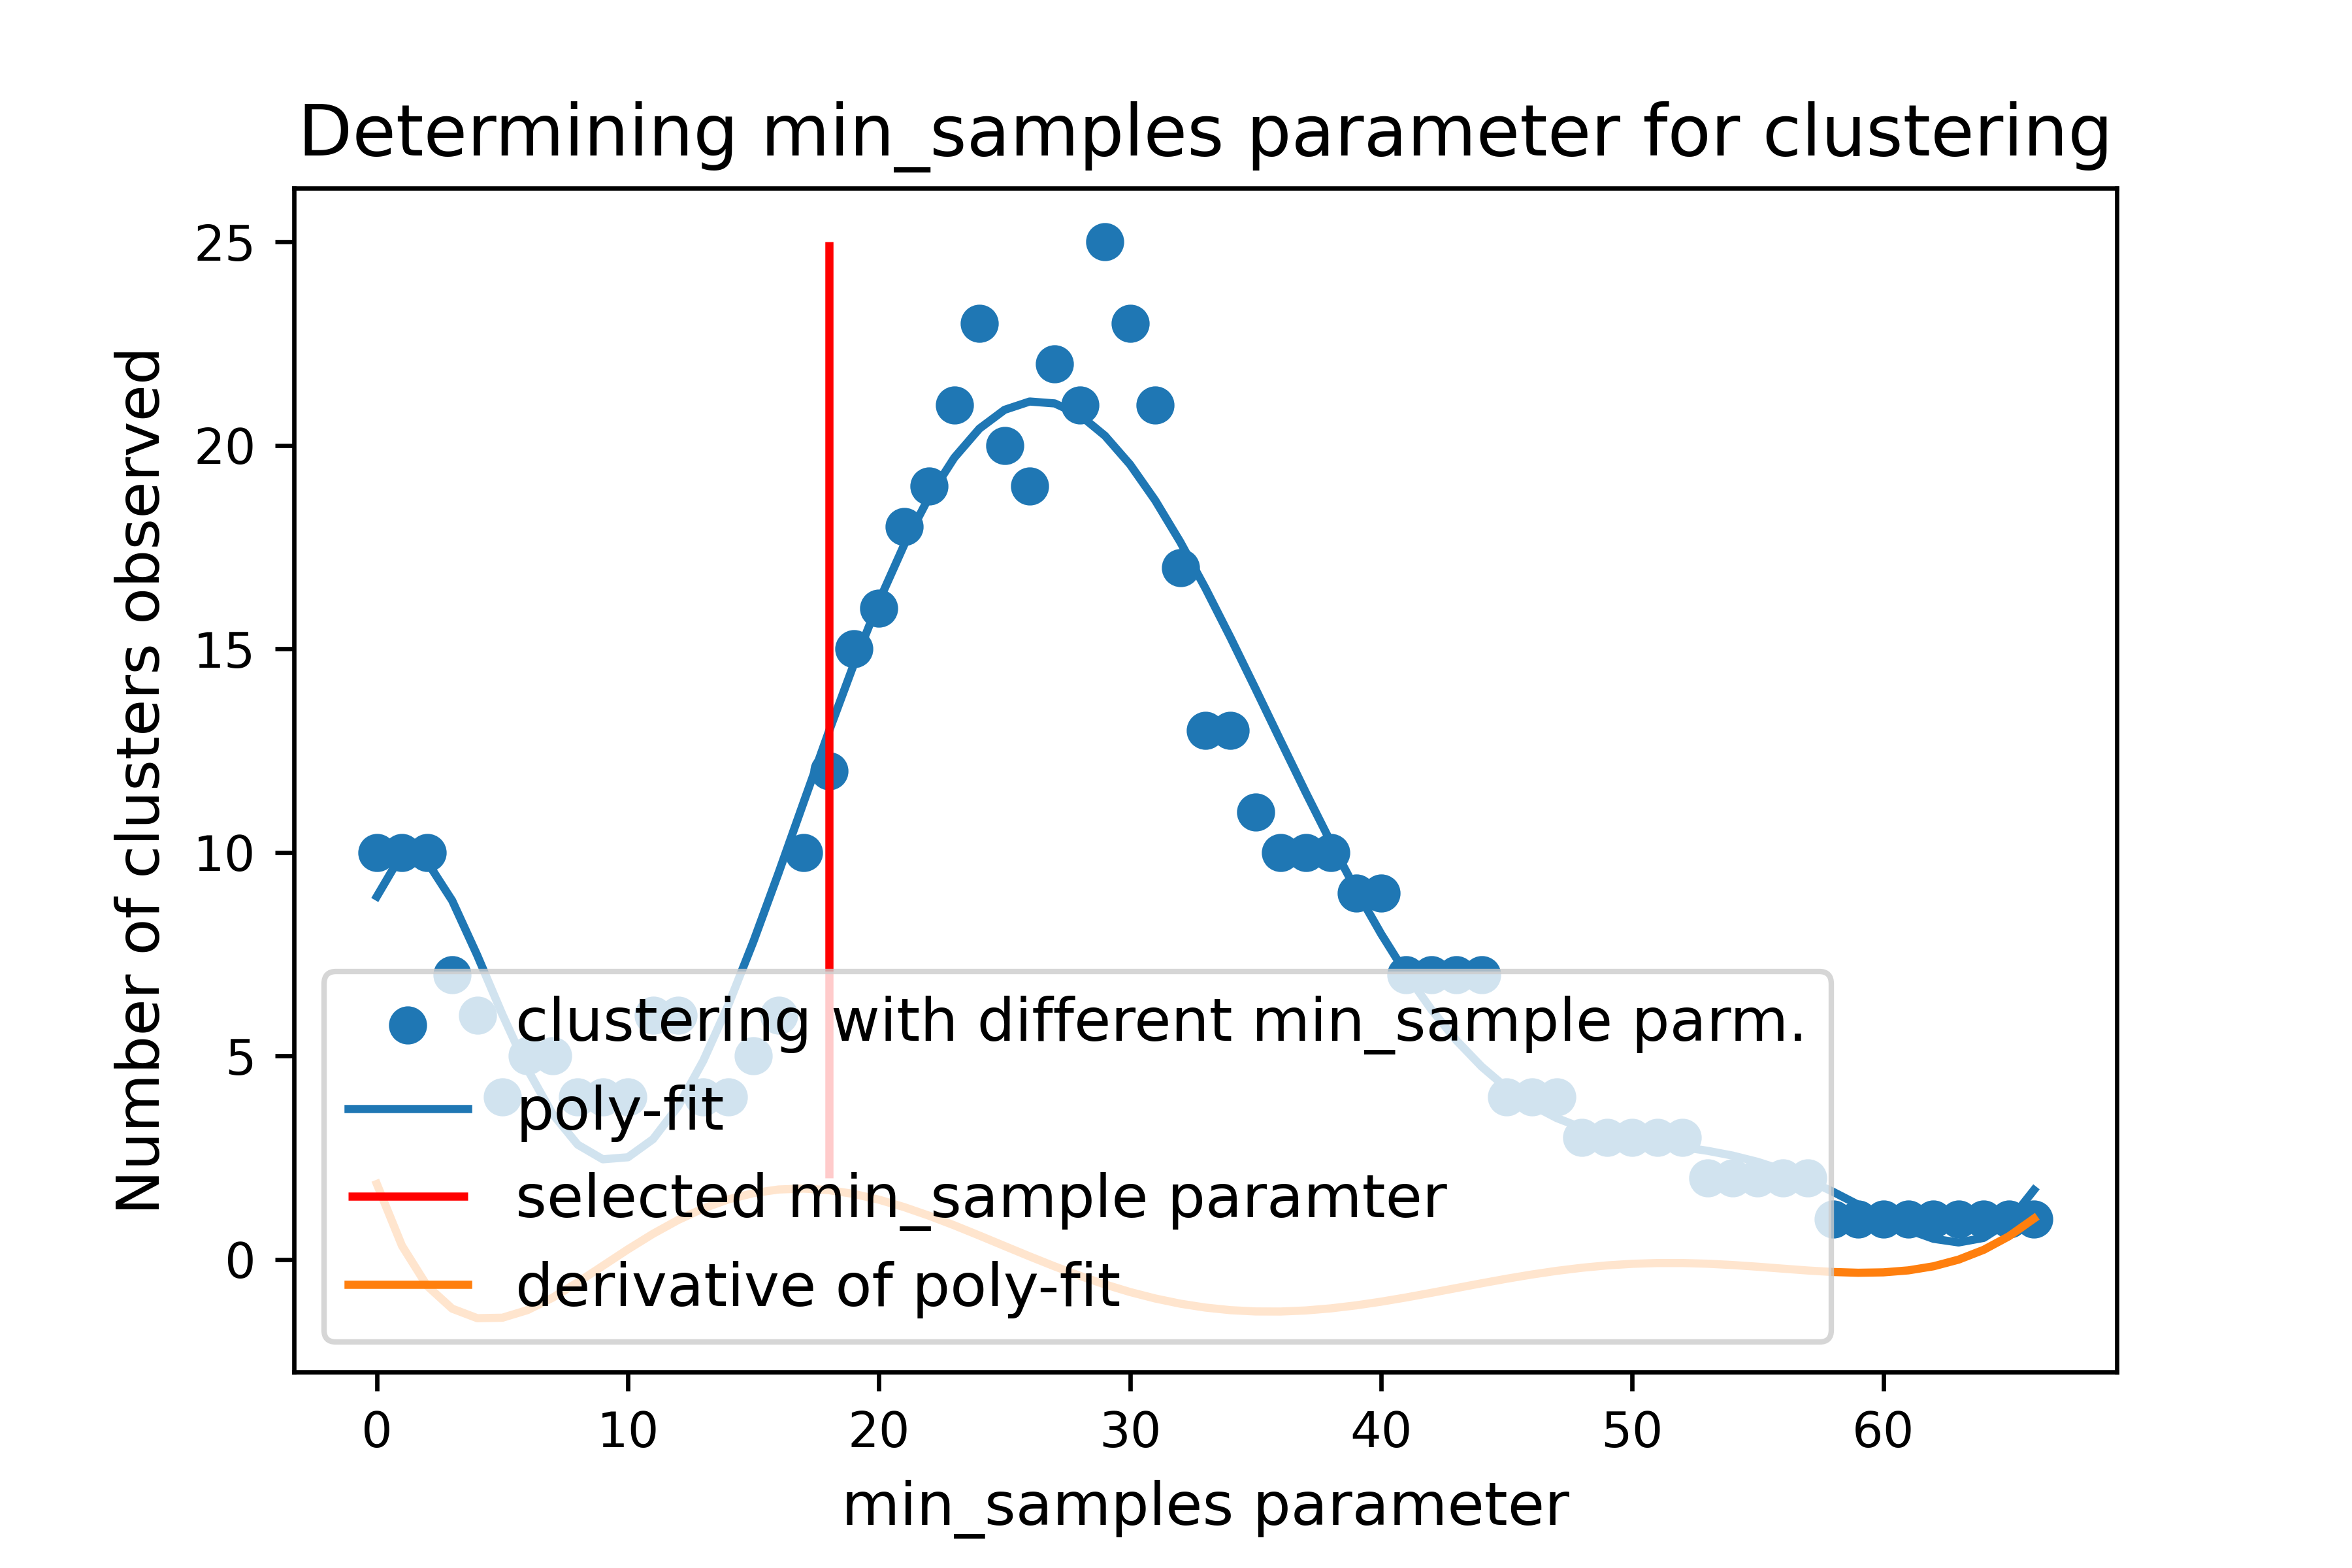 Determining min_samples parameter for clustering
Number of clusters observed
25
20
15
10
5
0
clustering with different min_sample parm.
poly-fit
selected min_sample paramter
derivative of poly-fit
0 10 20 30 40 50 60
min_samples parameter